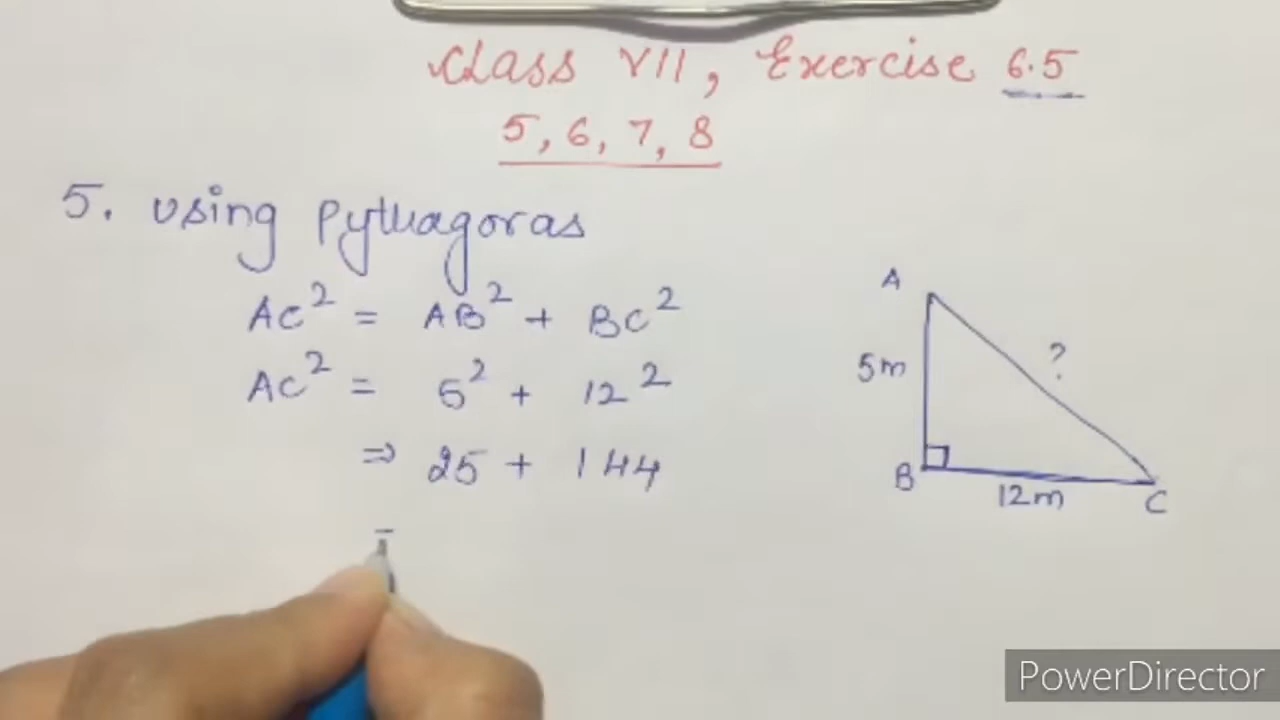 Class VII, Exercise 6.5
5, 6, 7, 8
5. Using Pythagoras
AC² = AB² + BC²
AC² = 5² + 12²
⇒ 25 + 144
A
5m
?
B
12m
C
PowerDirector